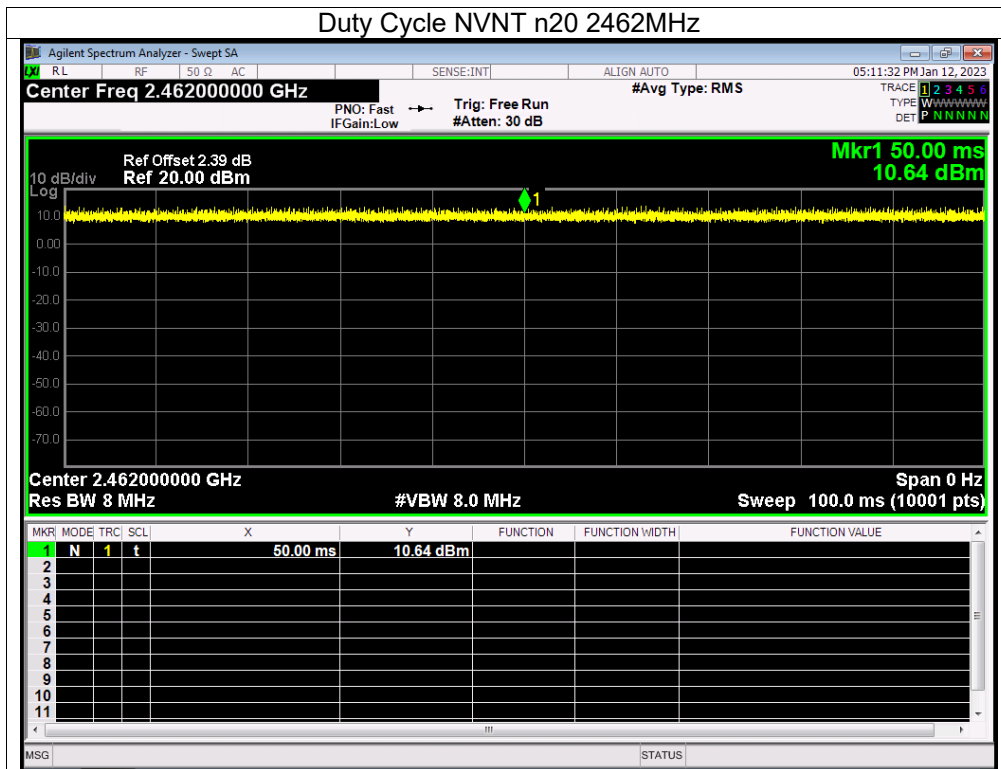 Duty Cycle NVNT n20 2462MHz
Agilent Spectrum Analyzer - Swept SA
LXI RL RF 50 Ω AC SENSE:INT ALIGN AUTO 05:11:32 PM Jan 12, 2023
Center Freq 2.462000000 GHz #Avg Type: RMS TRACE 1 2 3 4 5 6
PNO: Fast Trig: Free Run TYPE WWWWWW
IFGain:Low #Atten: 30 dB DET P N N N N N
Mkr1 50.00 ms
Ref Offset 2.39 dB
10 dB/div Ref 20.00 dBm 10.64 dBm
Log
1
10.0
0.00
-10.0
-20.0
-30.0
-40.0
-50.0
-60.0
-70.0
Center 2.462000000 GHz Span 0 Hz
Res BW 8 MHz #VBW 8.0 MHz Sweep 100.0 ms (10001 pts)
MKR MODE TRC SCL X Y FUNCTION FUNCTION WIDTH FUNCTION VALUE
1 N 1 t 50.00 ms 10.64 dBm
2
3
4
5
6
7
8
9
10
11
MSG STATUS